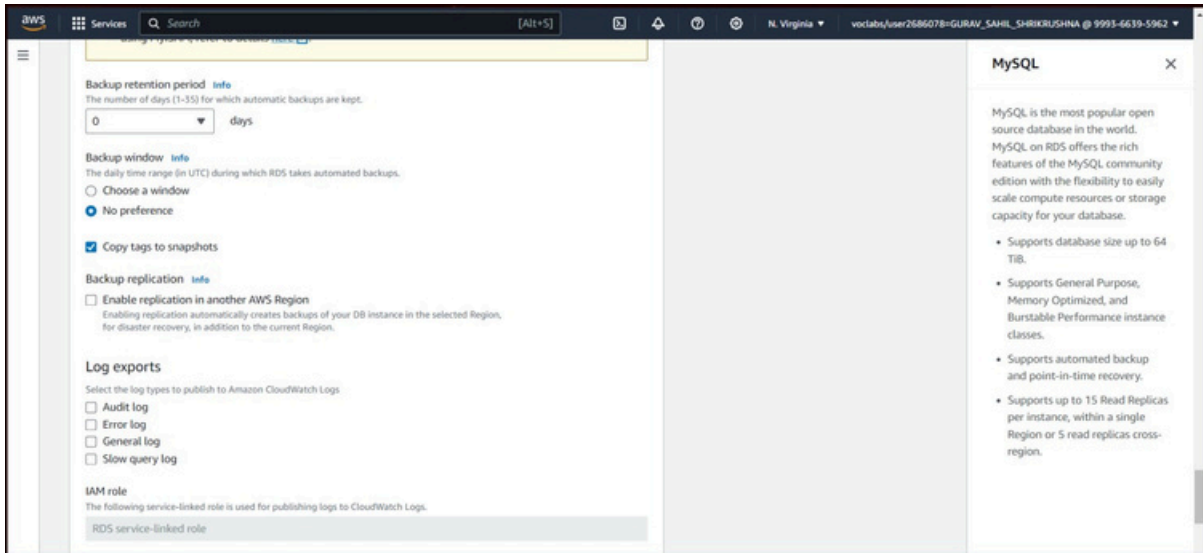 aws
Services
Search
[Alt+S]
N. Virginia
voclabs/user2686078=GURAV_SAHIL_SHRIKRUSHNA @ 9993-6639-5962
using MyISAM, refer to details here
Backup retention period Info
The number of days (1-35) for which automatic backups are kept.
0 days
Backup window Info
The daily time range (in UTC) during which RDS takes automated backups.
Choose a window
No preference
Copy tags to snapshots
Backup replication Info
Enable replication in another AWS Region
Enabling replication automatically creates backups of your DB instance in the selected Region,
for disaster recovery, in addition to the current Region.
Log exports
Select the log types to publish to Amazon CloudWatch Logs
Audit log
Error log
General log
Slow query log
IAM role
The following service-linked role is used for publishing logs to CloudWatch Logs.
RDS service-linked role
MySQL
MySQL is the most popular open
source database in the world.
MySQL on RDS offers the rich
features of the MySQL community
edition with the flexibility to easily
scale compute resources or storage
capacity for your database.
• Supports database size up to 64
TiB.
• Supports General Purpose,
Memory Optimized, and
Burstable Performance instance
classes.
• Supports automated backup
and point-in-time recovery.
• Supports up to 15 Read Replicas
per instance, within a single
Region or 5 read replicas cross-
region.